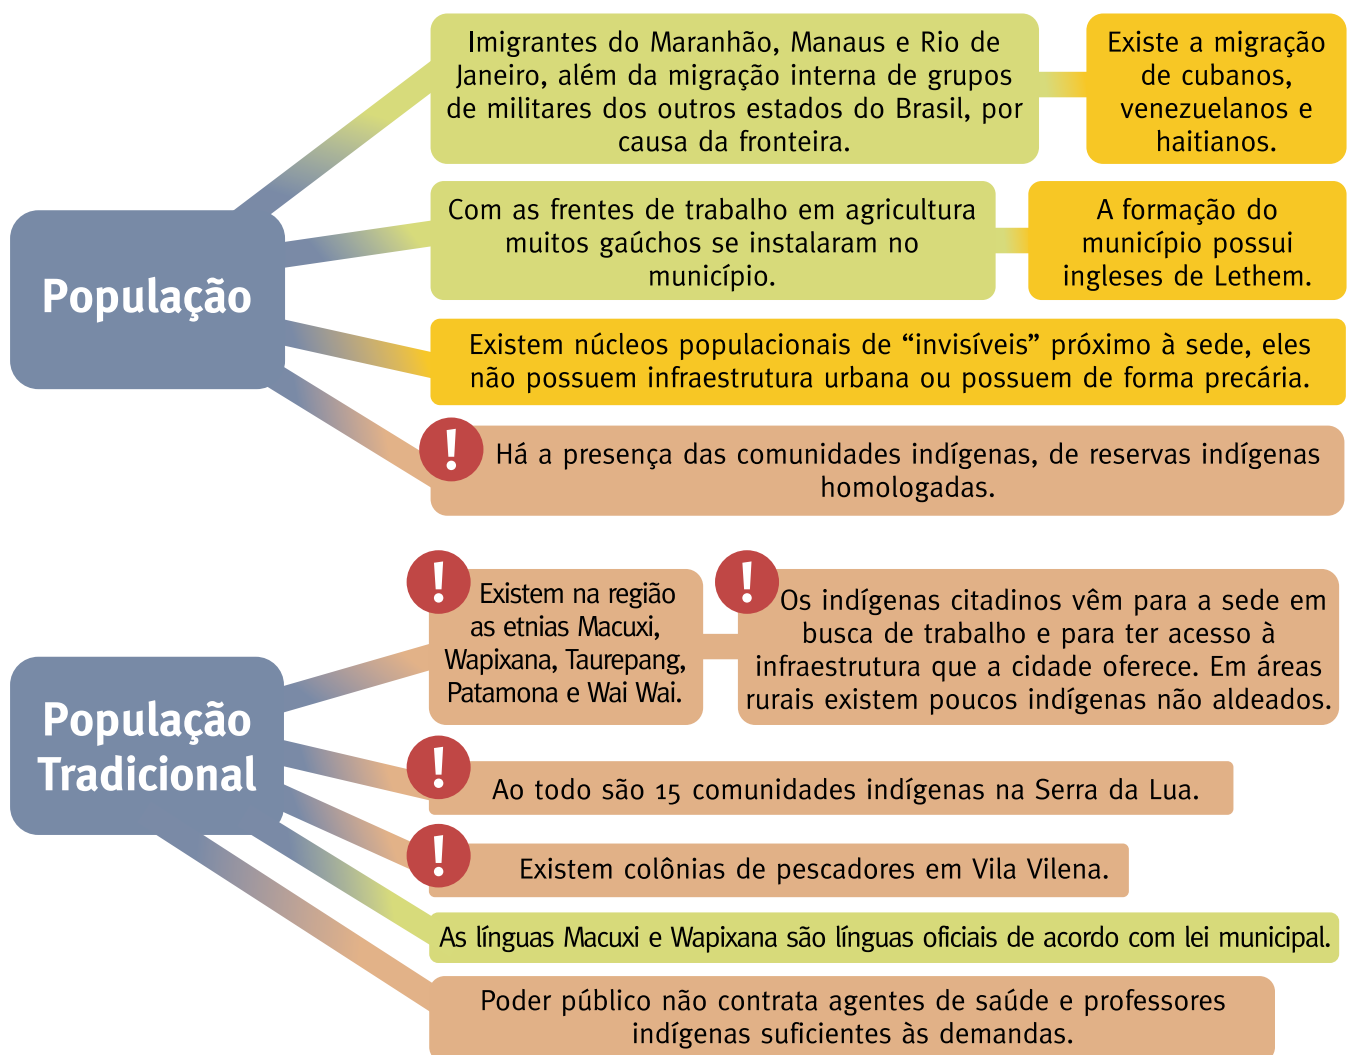 População
Imigrantes do Maranhão, Manaus e Rio de
Janeiro, além da migração interna de grupos
de militares dos outros estados do Brasil, por
causa da fronteira.
Existe a migração
de cubanos,
venezuelanos e
haitianos.
Com as frentes de trabalho em agricultura
muitos gaúchos se instalaram no
município.
A formação do
município possui
ingleses de Lethem.
Existem núcleos populacionais de “invisíveis” próximo à sede, eles
não possuem infraestrutura urbana ou possuem de forma precária.
!
Há a presença das comunidades indígenas, de reservas indígenas
homologadas.
População
Tradicional
!
Existem na região
as etnias Macuxi,
Wapixana, Taurepang,
Patamona e Wai Wai.
!
Os indígenas citadinos vêm para a sede em
busca de trabalho e para ter acesso à
infraestrutura que a cidade oferece. Em áreas
rurais existem poucos indígenas não aldeados.
!
Ao todo são 15 comunidades indígenas na Serra da Lua.
!
Existem colônias de pescadores em Vila Vilena.
As línguas Macuxi e Wapixana são línguas oficiais de acordo com lei municipal.
Poder público não contrata agentes de saúde e professores
indígenas suficientes às demandas.